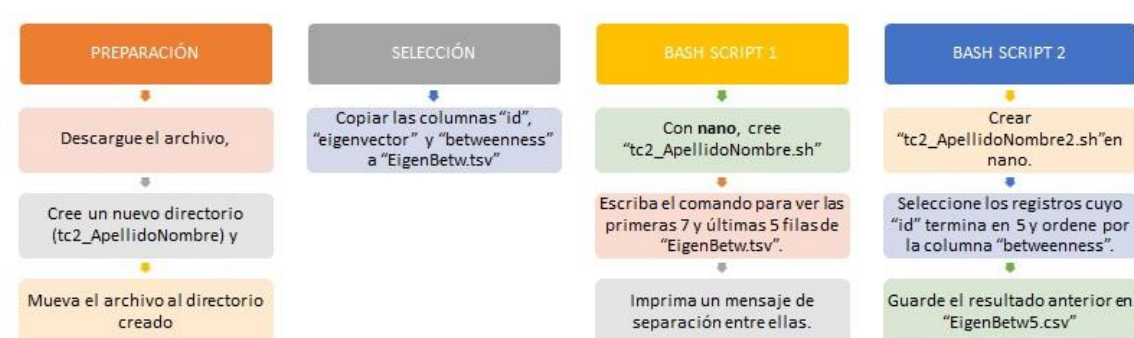 PREPARACIÓN
Descargue el archivo,
Cree un nuevo directorio
(tc2_ApellidoNombre) y
Mueva el archivo al directorio
creado
SELECCIÓN
Copiar las columnas "id",
"eigenvector" y "betweenness"
a "EigenBetw.tsv"
BASH SCRIPT 1
Con nano, cree
"tc2_ApellidoNombre.sh"
Escriba el comando para ver las
primeras 7 y últimas 5 filas de
"EigenBetw.tsv".
Imprima un mensaje de
separación entre ellas.
BASH SCRIPT 2
Crear
"tc2_ApellidoNombre2.sh"en
nano.
Seleccione los registros cuyo
"id" termina en 5 y ordene por
la columna "betweenness".
Guarde el resultado anterior en
"EigenBetw5.csv"